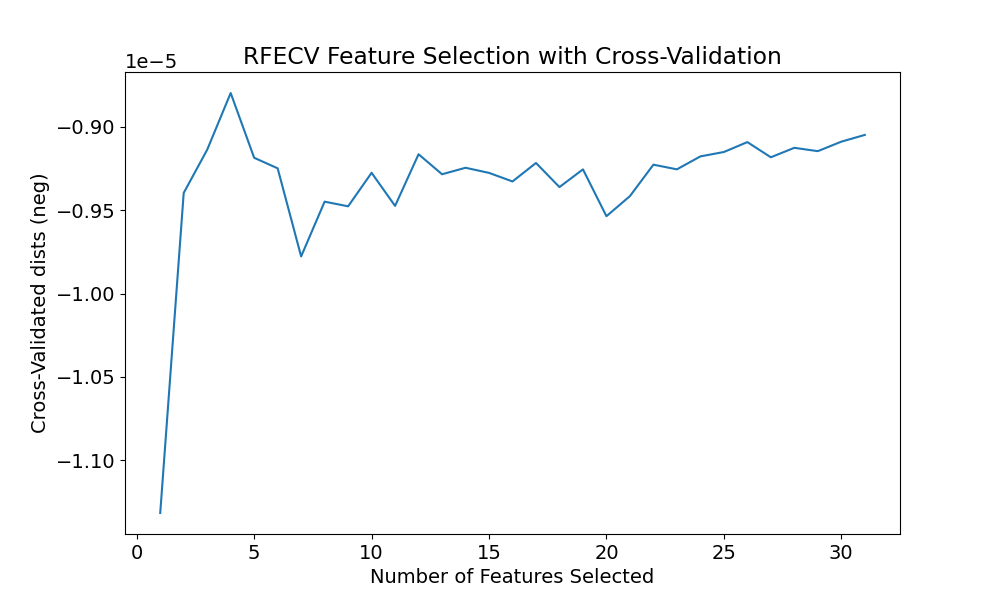 RFECV Feature Selection with Cross-Validation
1e−5
−0.90
−0.95
−1.00
−1.05
−1.10
Cross-Validated dists (neg)
0 5 10 15 20 25 30
Number of Features Selected